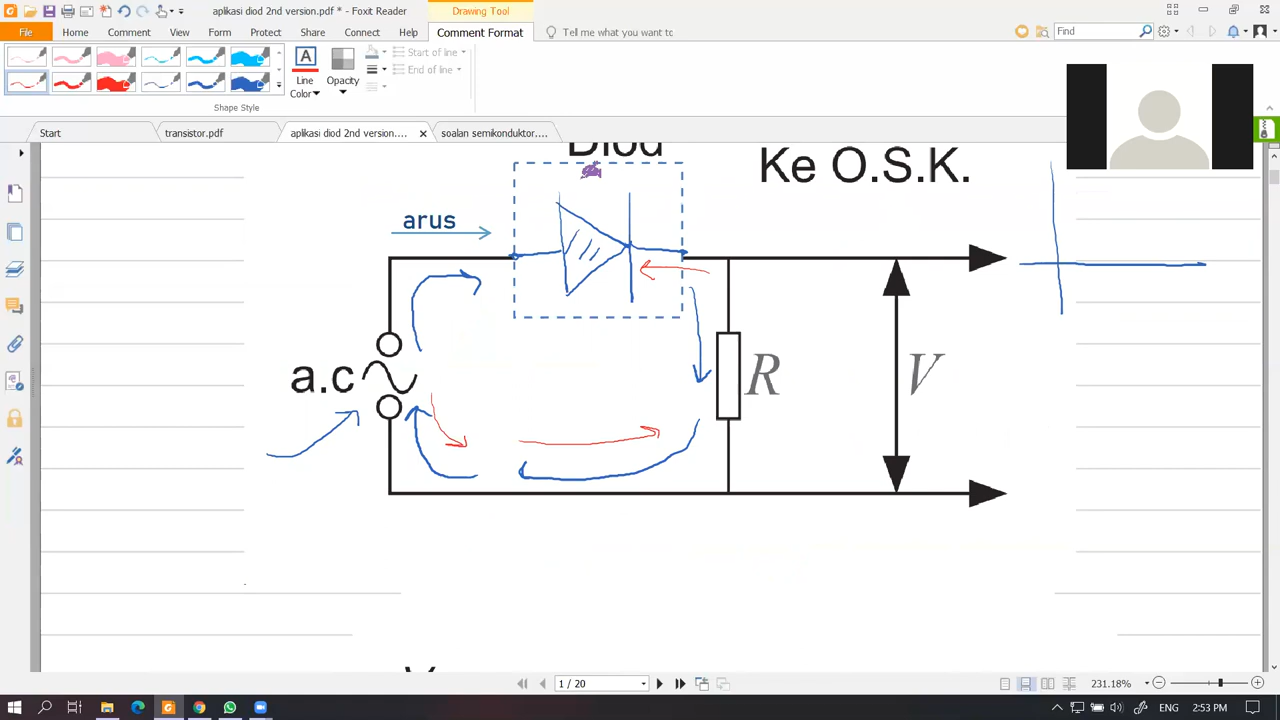 aplikasi diod 2nd version.pdf * - Foxit Reader
Drawing Tool
File
Home
Comment
View
Form
Protect
Share
Connect
Help
Comment Format
Tell me what you want to
Find
Line
Color
Opacity
Start of line
End of line
Shape Style
Start
transistor.pdf
aplikasi diod 2nd version....
soalan semikonduktor....
Diod
Ke O.S.K.
arus
a.c
R
V
1 / 20
231.18%
ENG
2:53 PM